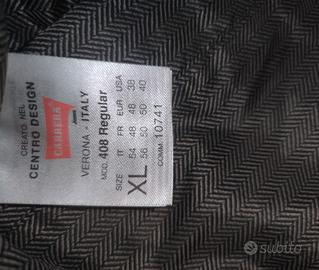 CREATO NEL
CENTRO DESIGN
CARRERA
VERONA - ITALY
MOD. 408 Regular
SIZE IT FR EUR USA
54 48 48 38
XL 56 50 50 40
COMM. 10741
subito